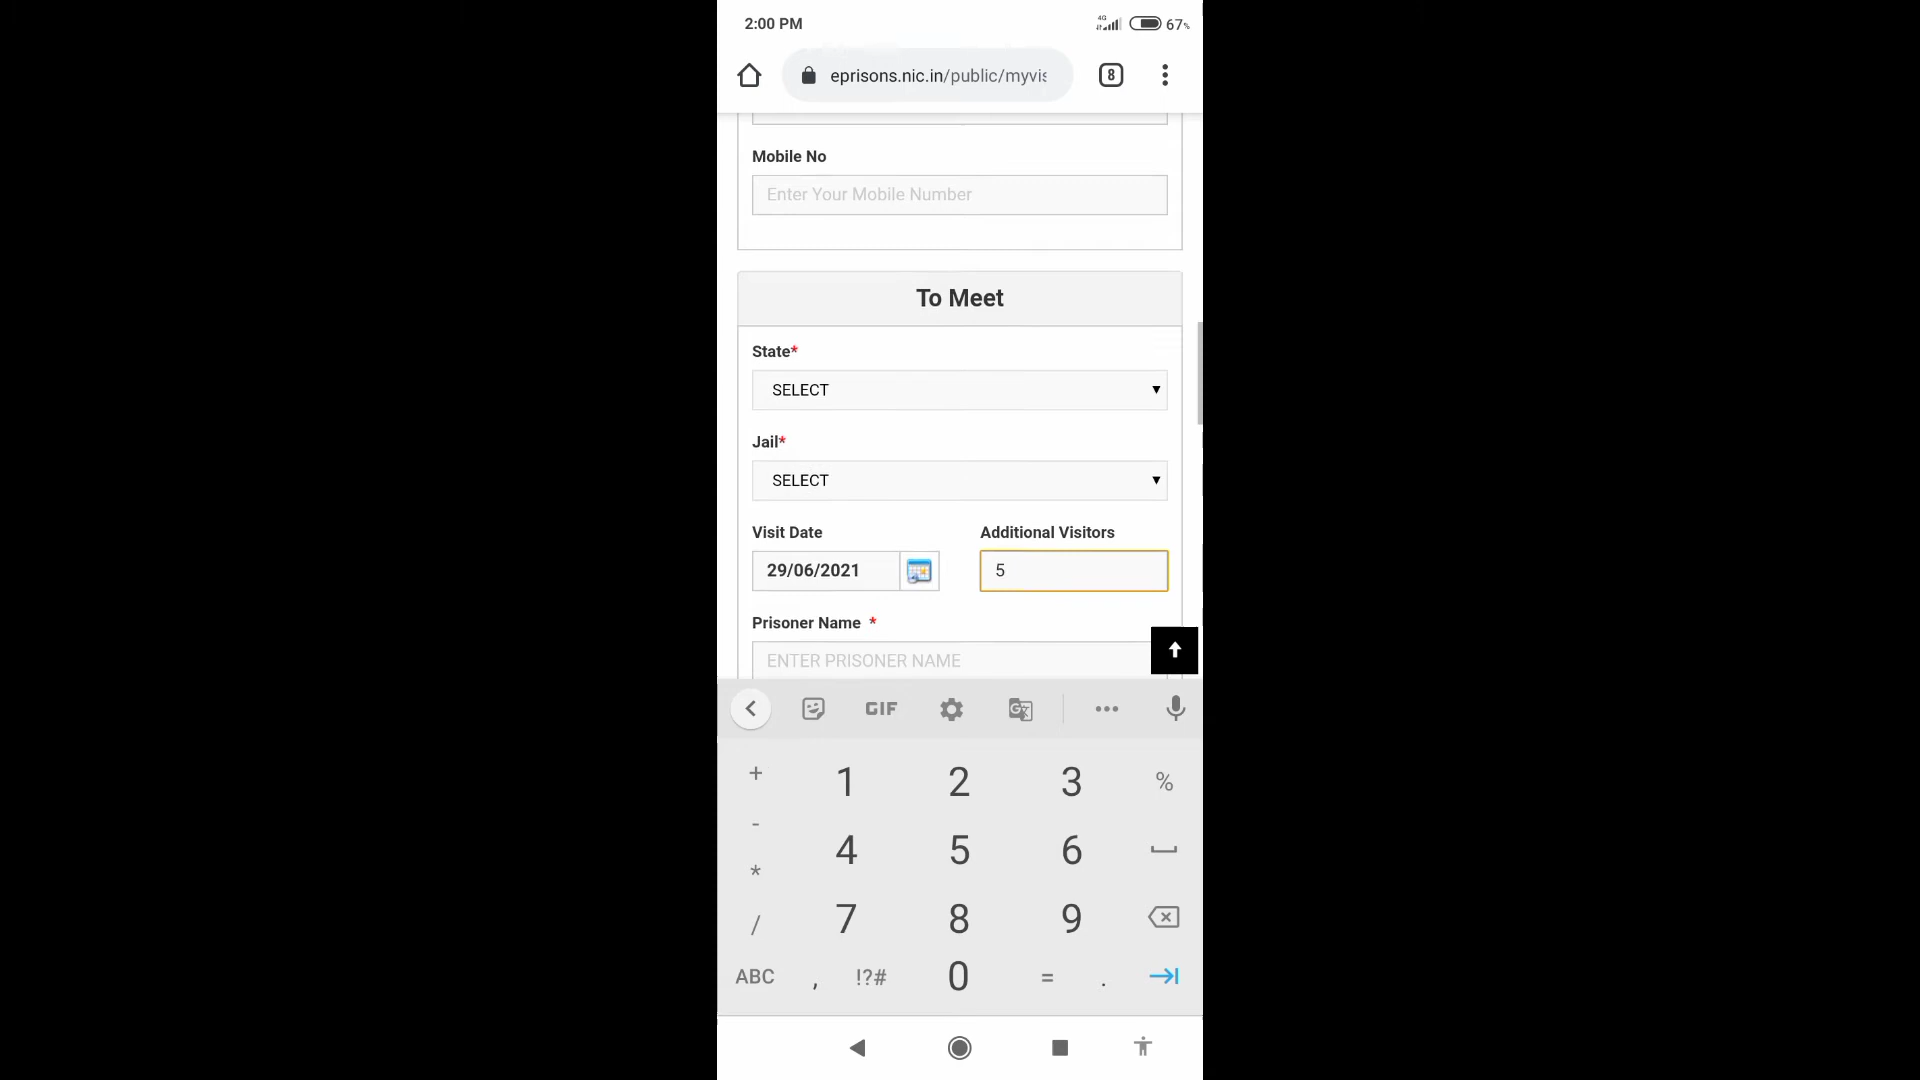 2:00 PM
4G
67%
eprisons.nic.in/public/myvis
8
Mobile No
Enter Your Mobile Number
To Meet
State*
SELECT
Jail*
SELECT
Visit Date
Additional Visitors
29/06/2021
5
Prisoner Name *
ENTER PRISONER NAME
GIF
+ 1 2 3 %
- 4 5 6
*
7 8 9
/
ABC , !?# 0 = .